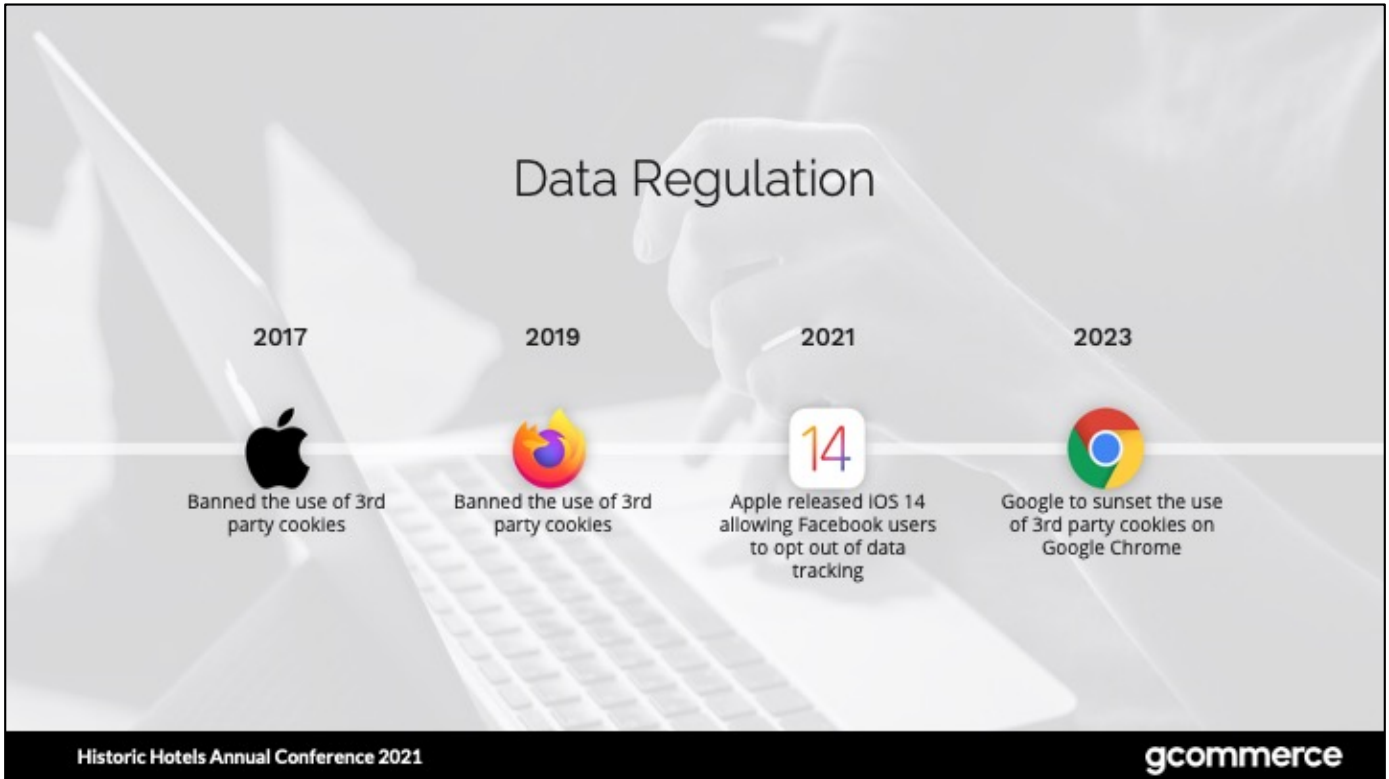 Data Regulation
2017
2019
2021
2023
14
Banned the use of 3rd
party cookies
Banned the use of 3rd
party cookies
Apple released iOS 14
allowing Facebook users
to opt out of data
tracking
Google to sunset the use
of 3rd party cookies on
Google Chrome
Historic Hotels Annual Conference 2021
gcommerce